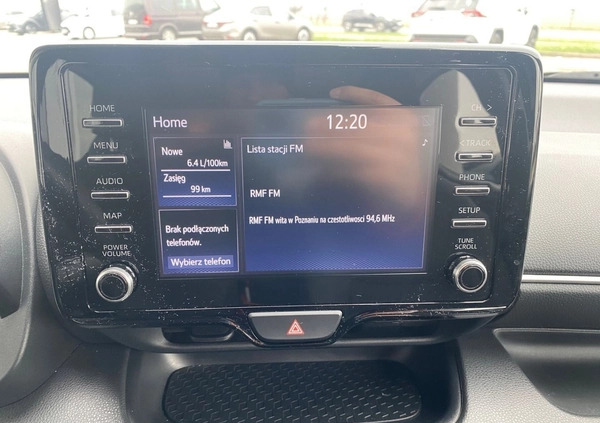 HOME
MENU
AUDIO
MAP
POWER
VOLUME
Home
12:20
Nowe
6.4 L/100km
Zasięg
99 km
Brak podłączonych
telefonów.
Wybierz telefon
Lista stacji FM
RMF FM
RMF FM wita w Poznaniu na czestotliwosci 94,6 MHz
CH >
< TRACK
PHONE
SETUP
TUNE
SCROLL